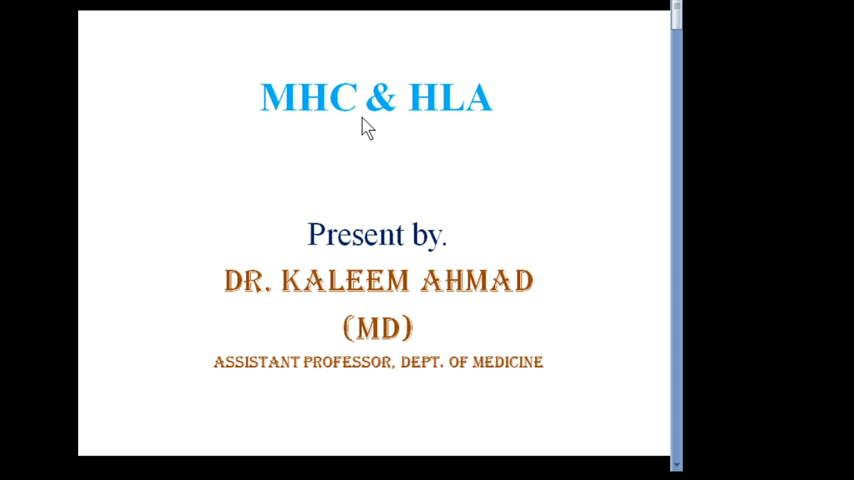 MHC & HLA
Present by.
DR. KALEEM AHMAD
(MD)
ASSISTANT PROFESSOR, DEPT. OF MEDICINE